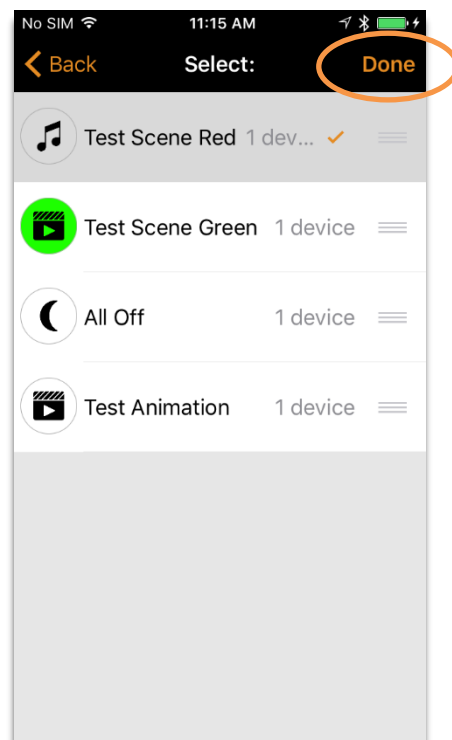 No SIM 11:15 AM
Back Select: Done
Test Scene Red 1 dev...
Test Scene Green 1 device
All Off 1 device
Test Animation 1 device